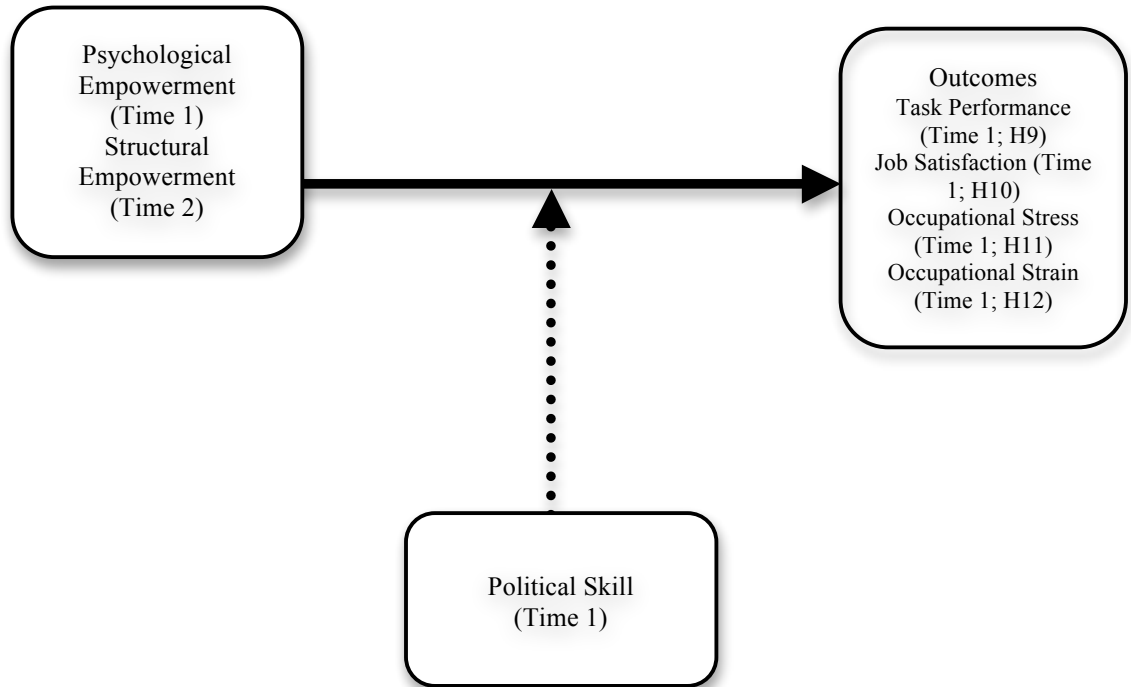 Psychological
Empowerment
(Time 1)
Structural
Empowerment
(Time 2)
Outcomes
Task Performance
(Time 1; H9)
Job Satisfaction (Time
1; H10)
Occupational Stress
(Time 1; H11)
Occupational Strain
(Time 1; H12)
Political Skill
(Time 1)